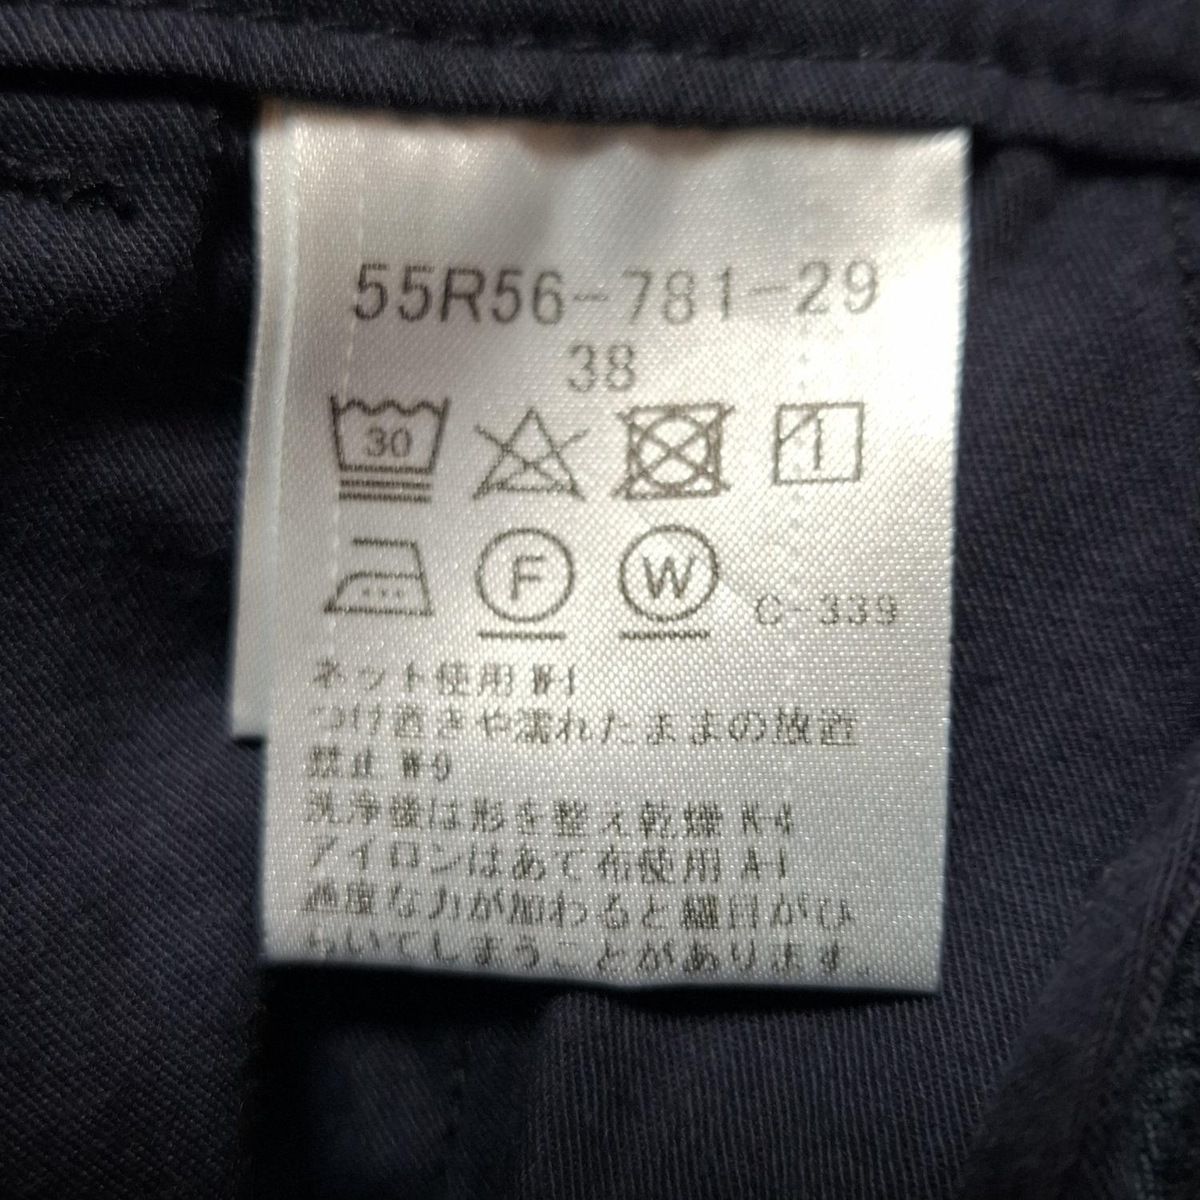 55R56-781-29
38
30
F W C-339
ネット使用 W-1
つけ置きや濡れたままの放置
禁止 W-9
洗浄後は形を整え乾燥 K-4
アイロンはあて布使用 A-1
過度な力が加わると縫目がひ
らいてしまうことがあります。